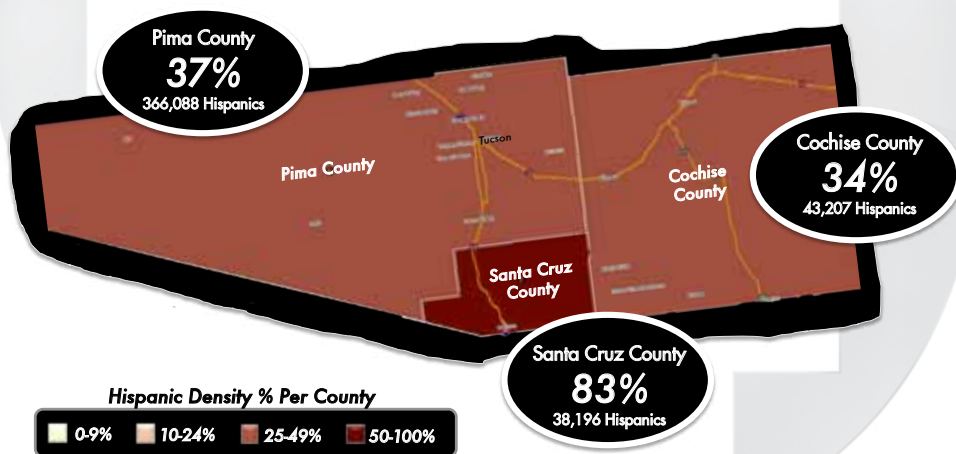 Pima County
37%
366,088 Hispanics
Tucson
Pima County
Cochise
County
Cochise County
34%
43,207 Hispanics
Santa Cruz
County
Santa Cruz County
83%
38,196 Hispanics
Hispanic Density % Per County
0-9%
10-24%
25-49%
50-100%